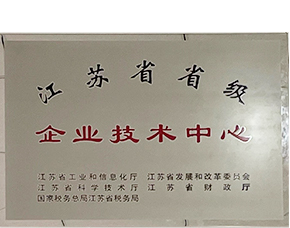 江苏省省级
企业技术中心
江苏省工业和信息化厅 江苏省发展和改革委员会
江苏省科学技术厅 江苏省财政厅
国家税务总局江苏省税务局